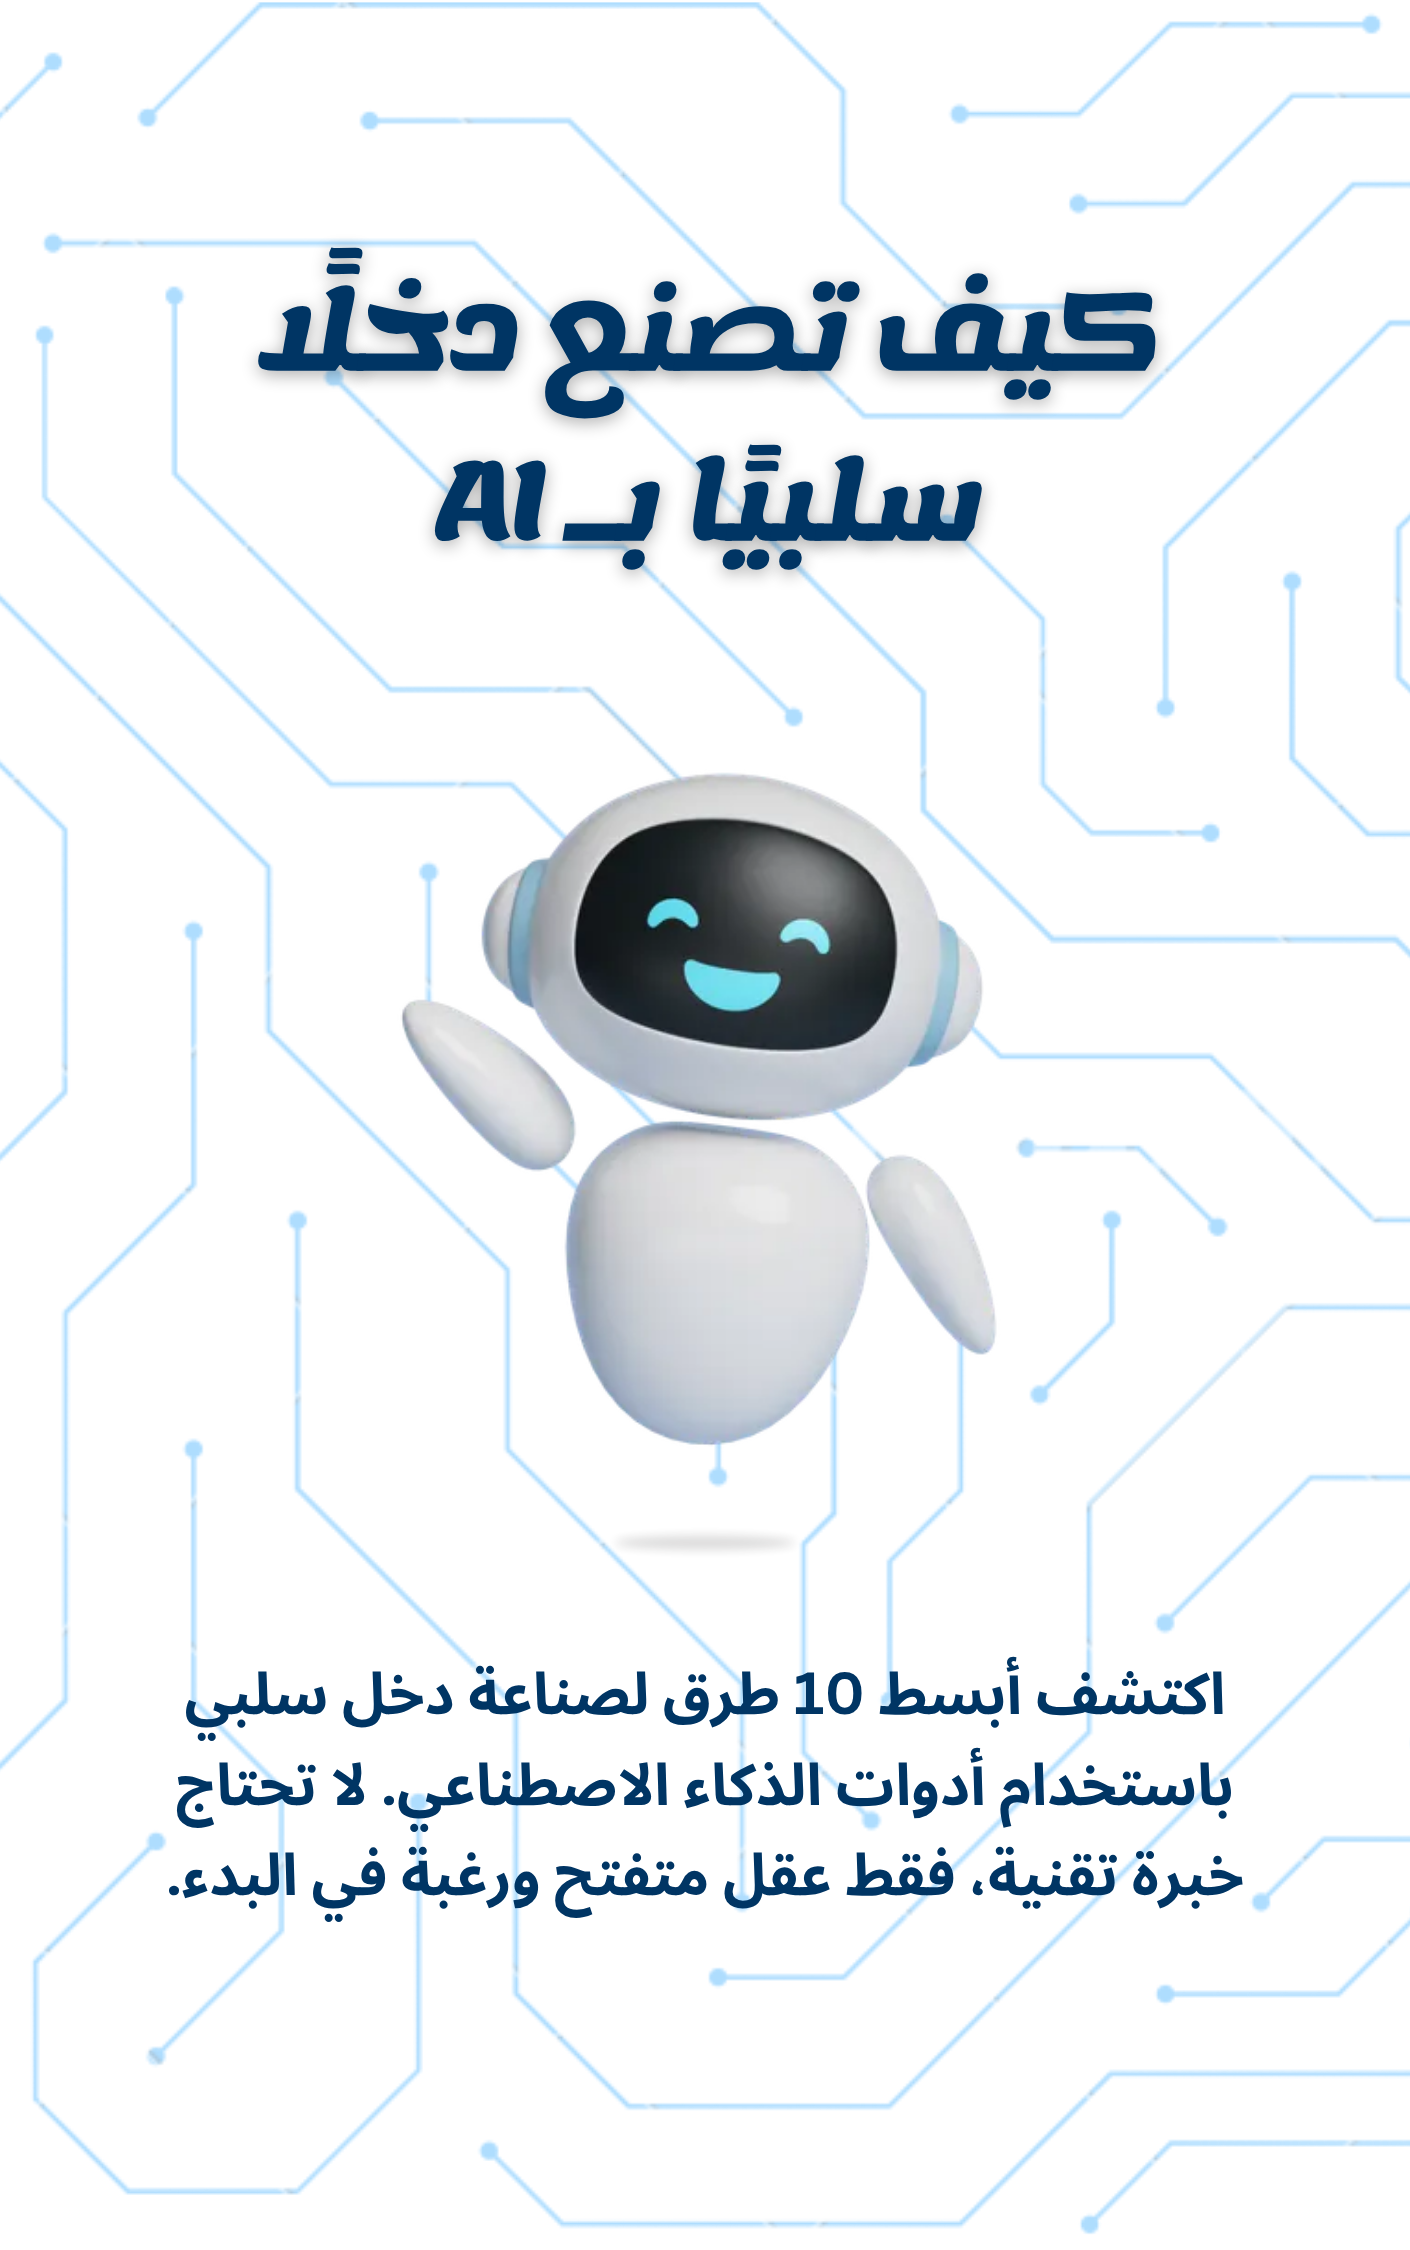 كيف تصنع دخلًا
سلبيًا بـ AI
اكتشف أبسط 10 طرق لصناعة دخل سلبي
باستخدام أدوات الذكاء الاصطناعي. لا تحتاج
خبرة تقنية، فقط عقل متفتح ورغبة في البدء.